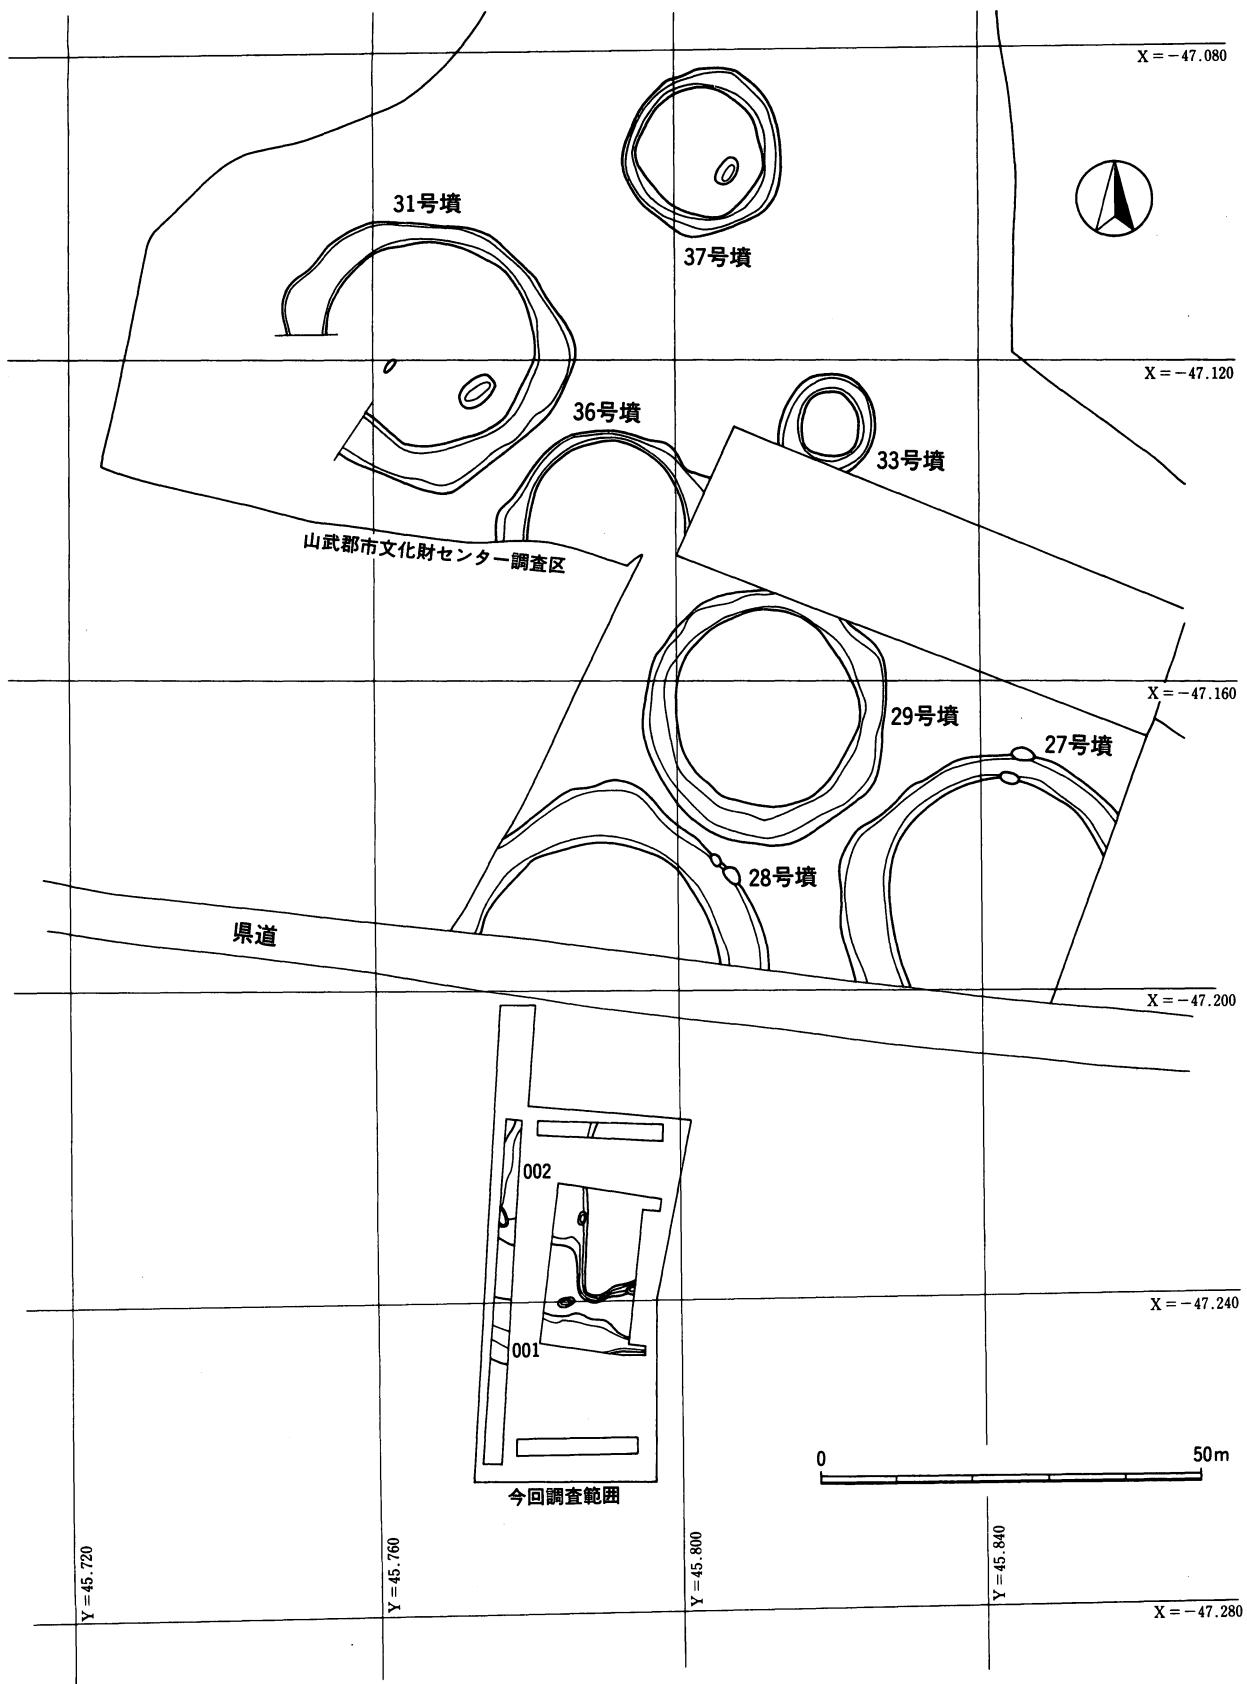 X=-47.080
31号墳
37号墳
X=-47.120
36号墳
33号墳
山武郡市文化財センター調査区
X=-47.160
29号墳
27号墳
28号墳
県道
X=-47.200
002
X=-47.240
001
0 50m
今回調査範囲
Y=45.720
Y=45.760
Y=45.800
Y=45.840
X=-47.280